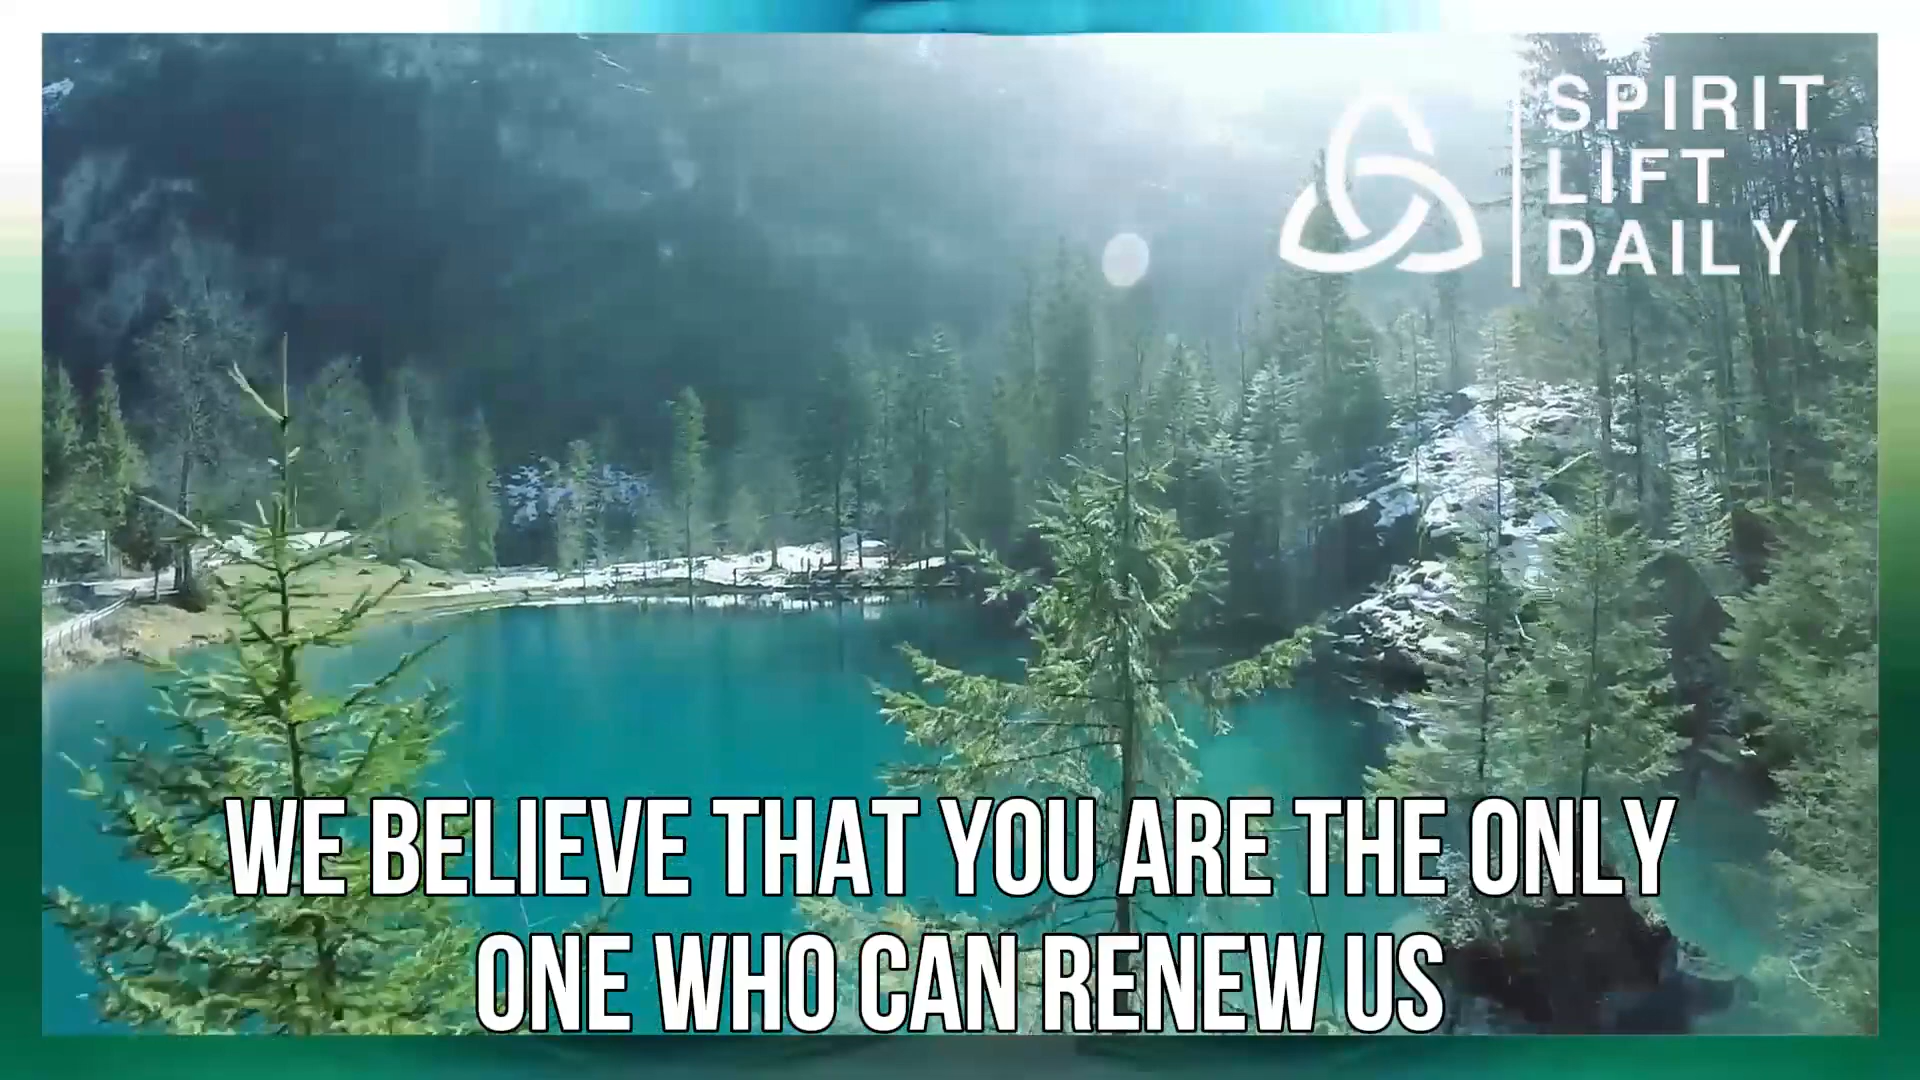 SPIRIT
LIFT
DAILY
WE BELIEVE THAT YOU ARE THE ONLY
ONE WHO CAN RENEW US